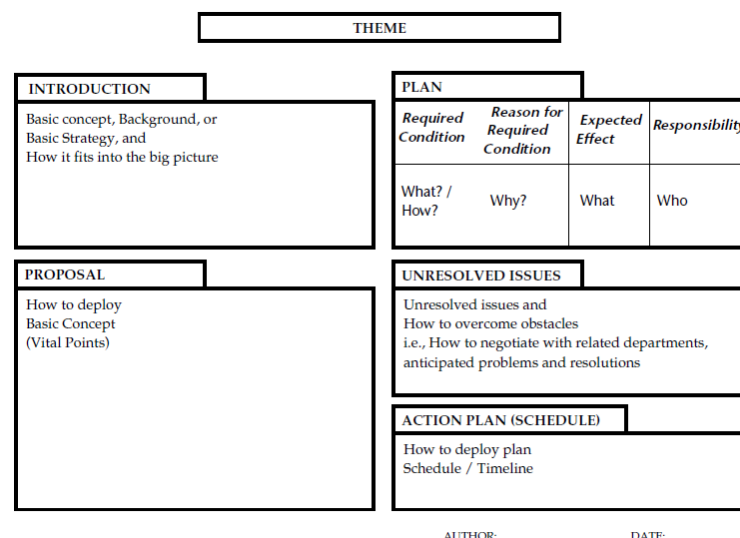 THEME
INTRODUCTION
Basic concept, Background, or
Basic Strategy, and
How it fits into the big picture
PROPOSAL
How to deploy
Basic Concept
(Vital Points)
PLAN
Required
Condition
Reason for
Required
Condition
Expected
Effect
Responsibility
What? /
How?
Why?
What
Who
UNRESOLVED ISSUES
Unresolved issues and
How to overcome obstacles
i.e., How to negotiate with related departments,
anticipated problems and resolutions
ACTION PLAN (SCHEDULE)
How to deploy plan
Schedule / Timeline
AUTHOR:
DATE: